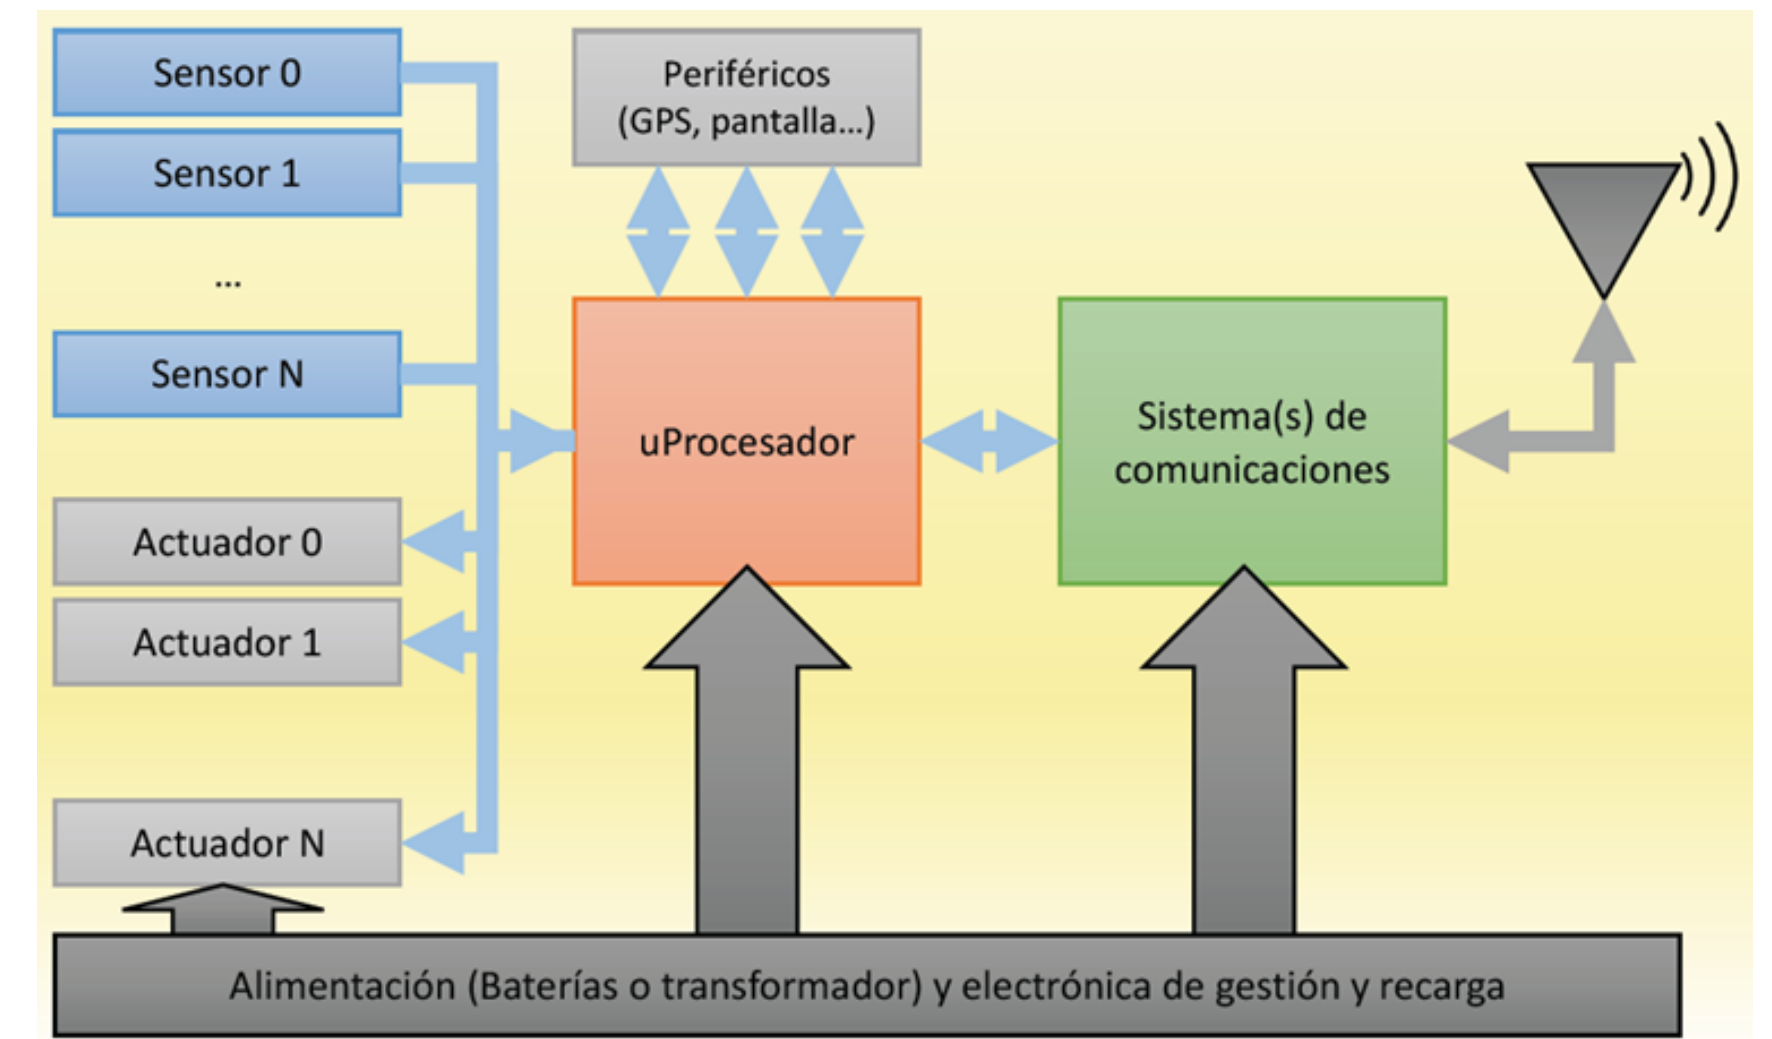 Sensor 0
Sensor 1
...
Sensor N
Actuador 0
Actuador 1
Actuador N
Periféricos
(GPS, pantalla...)
uProcesador
Sistema(s) de
comunicaciones
Alimentación (Baterías o transformador) y electrónica de gestión y recarga